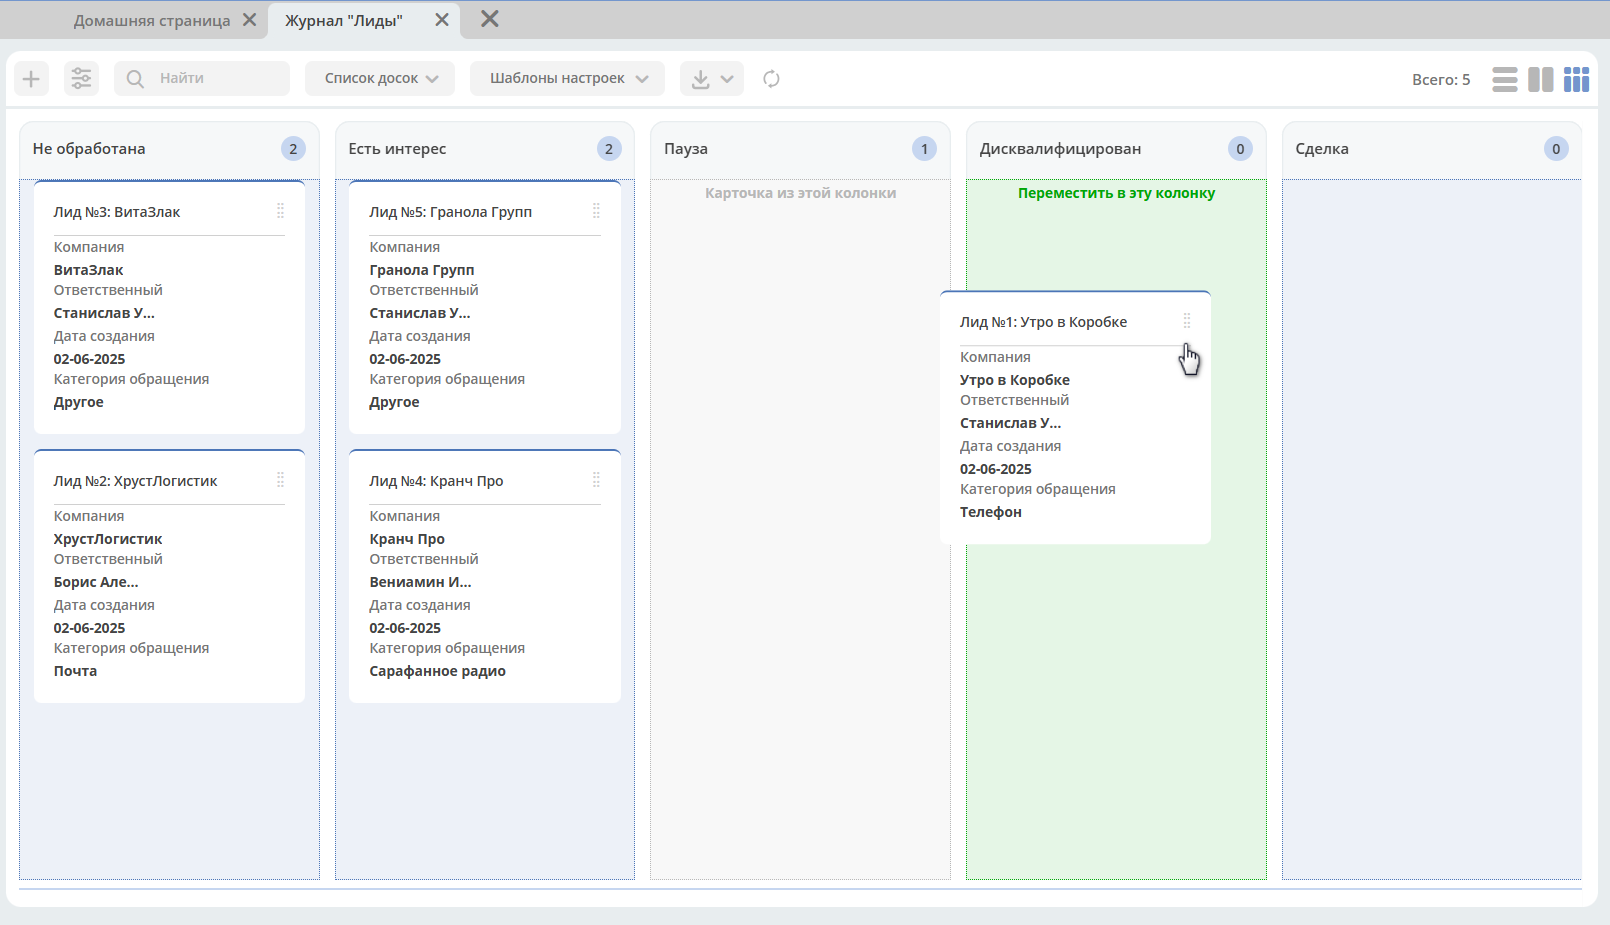 Домашняя страница
Журнал "Лиды"
Найти
Список досок
Шаблоны настроек
Всего: 5
Не обработана
2
Лид №3: ВитаЗлак
Компания
ВитаЗлак
Ответственный
Станислав У...
Дата создания
02-06-2025
Категория обращения
Другое
Лид №2: ХрустЛогистик
Компания
ХрустЛогистик
Ответственный
Борис Але...
Дата создания
02-06-2025
Категория обращения
Почта
Есть интерес
2
Лид №5: Гранола Групп
Компания
Гранола Групп
Ответственный
Станислав У...
Дата создания
02-06-2025
Категория обращения
Другое
Лид №4: Кранч Про
Компания
Кранч Про
Ответственный
Вениамин И...
Дата создания
02-06-2025
Категория обращения
Сарафанное радио
Пауза
1
Карточка из этой колонки
Дисквалифицирован
0
Переместить в эту колонку
Лид №1: Утро в Коробке
Компания
Утро в Коробке
Ответственный
Станислав У...
Дата создания
02-06-2025
Категория обращения
Телефон
Сделка
0